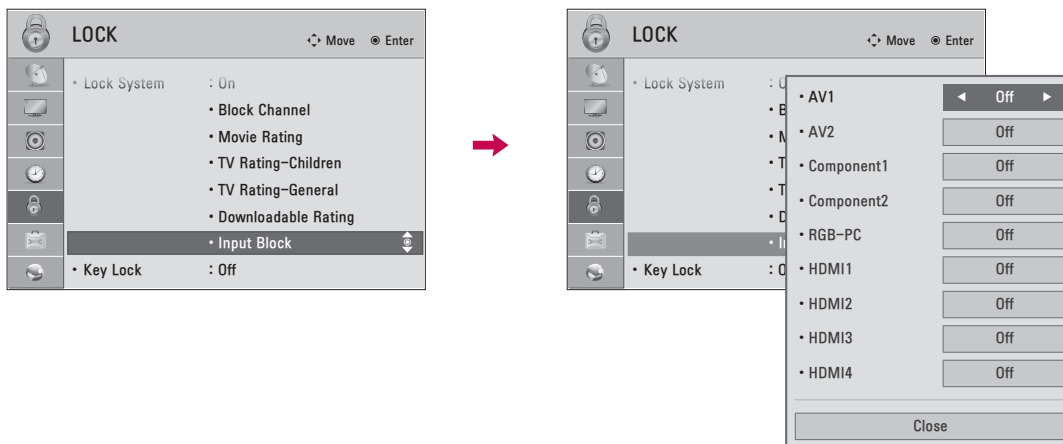 LOCK
Move Enter
• Lock System : On
• Block Channel
• Movie Rating
• TV Rating-Children
• TV Rating-General
• Downloadable Rating
• Input Block
• Key Lock : Off
LOCK
Move Enter
• Lock System :
• Key Lock :
• AV1 ◄ Off ►
• AV2 Off
• Component1 Off
• Component2 Off
• RGB-PC Off
• HDMI1 Off
• HDMI2 Off
• HDMI3 Off
• HDMI4 Off
Close